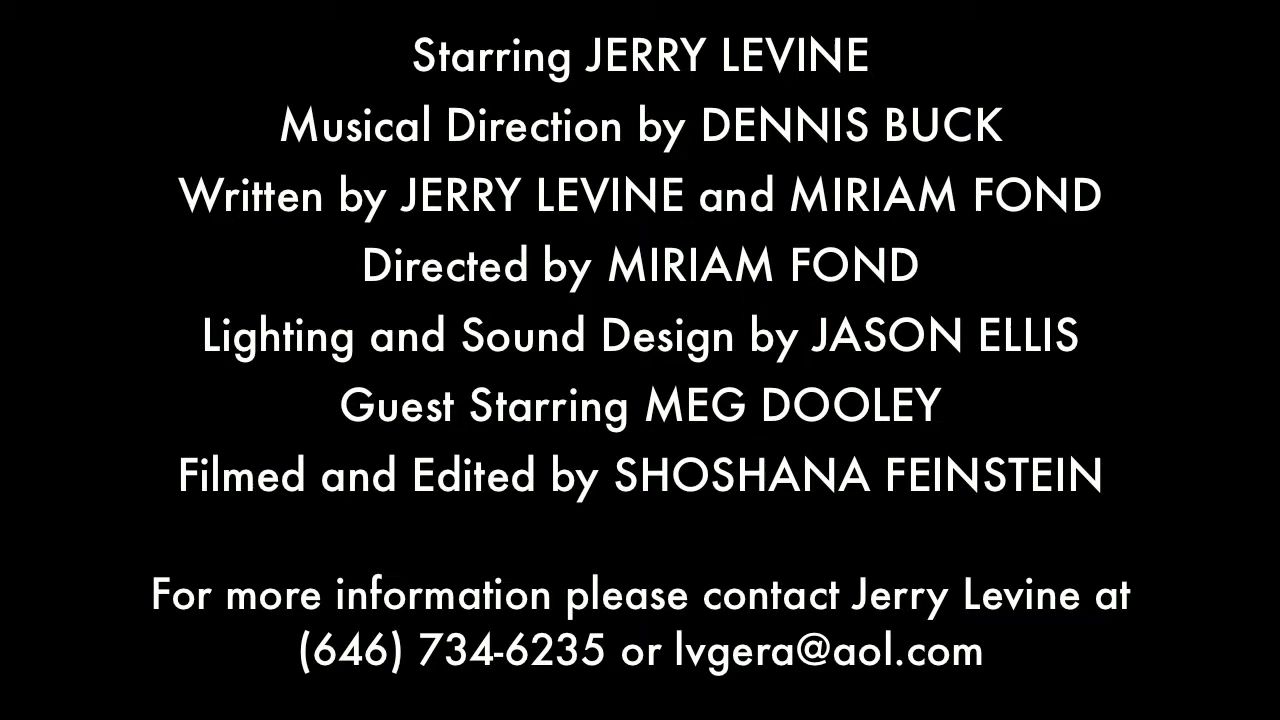 Starring JERRY LEVINE
Musical Direction by DENNIS BUCK
Written by JERRY LEVINE and MIRIAM FOND
Directed by MIRIAM FOND
Lighting and Sound Design by JASON ELLIS
Guest Starring MEG DOOLEY
Filmed and Edited by SHOSHANA FEINSTEIN
For more information please contact Jerry Levine at
(646) 734-6235 or lvgera@aol.com